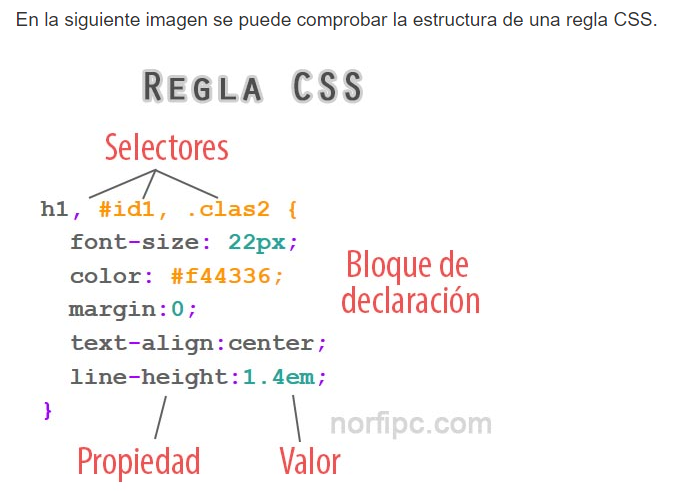 En la siguiente imagen se puede comprobar la estructura de una regla CSS.
REGLA CSS
Selectores
h1, #id1, .clas2 {
font-size: 22px;
color: #f44336;
margin:0;
text-align:center;
line-height:1.4em;
}
Bloque de
declaración
norfipc.com
Propiedad
Valor